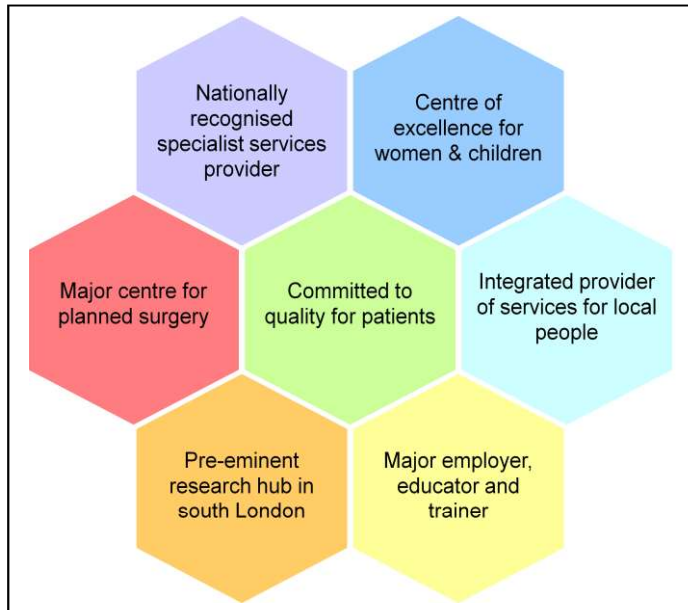 Nationally
recognised
specialist services
provider
Centre of
excellence for
women & children
Major centre for
planned surgery
Committed to
quality for patients
Integrated provider
of services for local
people
Pre-eminent
research hub in
south London
Major employer,
educator and
trainer